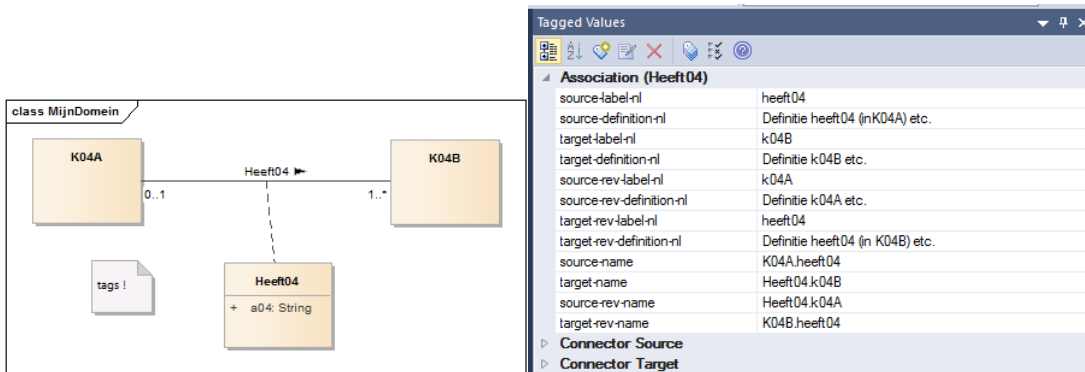 class MijnDomein
K04A
K04B
Heeft04
0..1
1..*
tags !
Heeft04
+ a04: String
Tagged Values
Association (Heeft04)
source-label-nl heeft04
source-definition-nl Definitie heeft04 (inK04A) etc.
target-label-nl k04B
target-definition-nl Definitie k04B etc.
source-rev-label-nl k04A
source-rev-definition-nl Definitie k04A etc.
target-rev-label-nl heeft04
target-rev-definition-nl Definitie heeft04 (in K04B) etc.
source-name K04A.heeft04
target-name Heeft04.k04B
source-rev-name Heeft04.k04A
target-rev-name K04B.heeft04
Connector Source
Connector Target